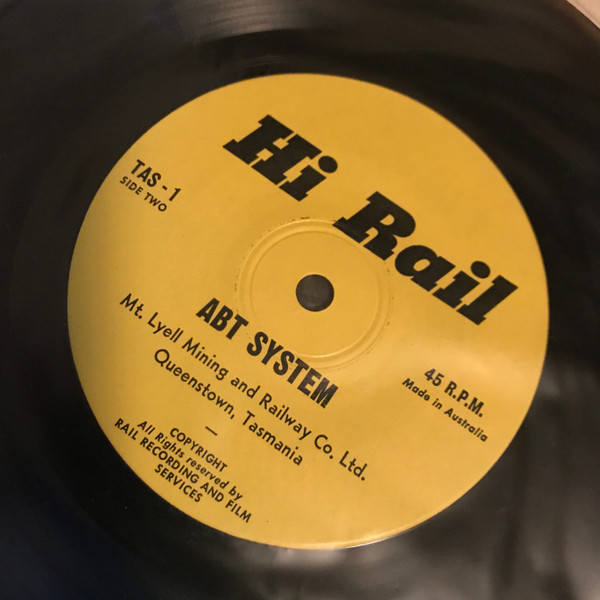 Hi Rail
TAS - 1
SIDE TWO
ABT SYSTEM
45 R.P.M.
Made in Australia
Mt. Lyell Mining and Railway Co. Ltd.
Queenstown, Tasmania
—
COPYRIGHT
All Rights reserved by
RAIL RECORDING AND FILM
SERVICES